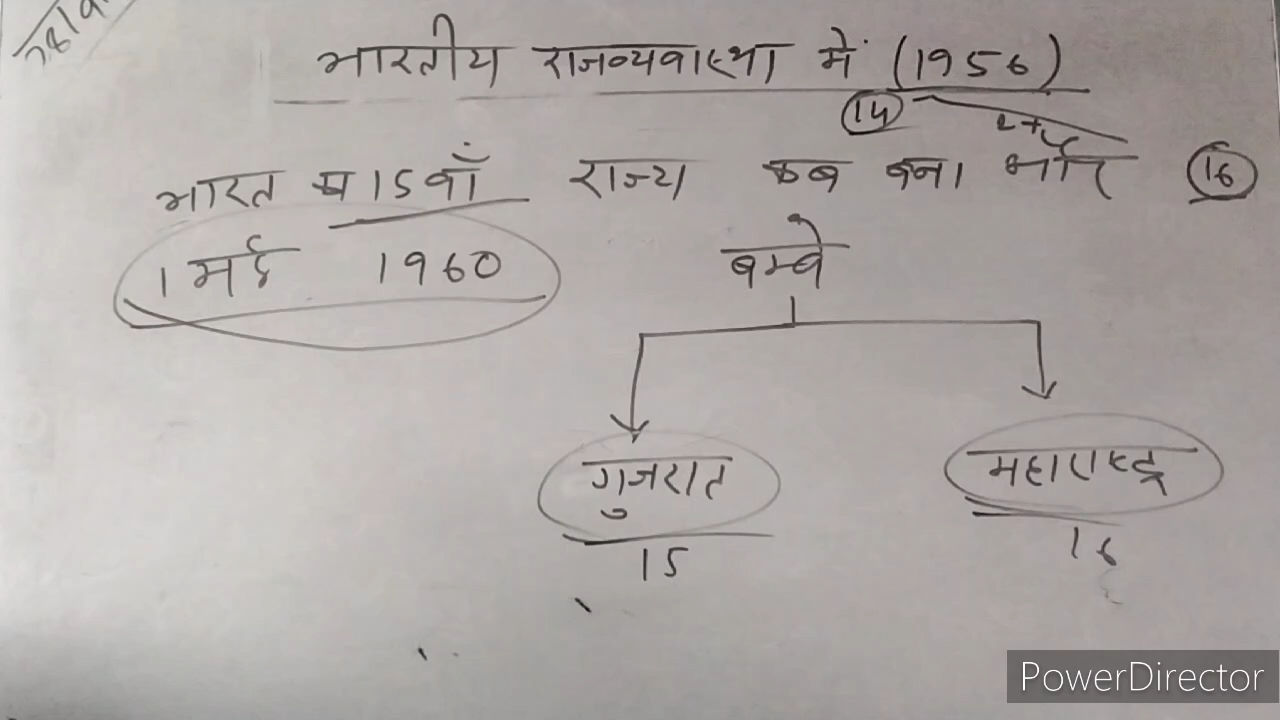 भारतीय राजव्यवास्था में (1956)
14
भारत का 15वाँ राज्य कब बना और 16
1 मई 1960
बम्बे
गुजरात महाराष्ट्र
15 16
PowerDirector